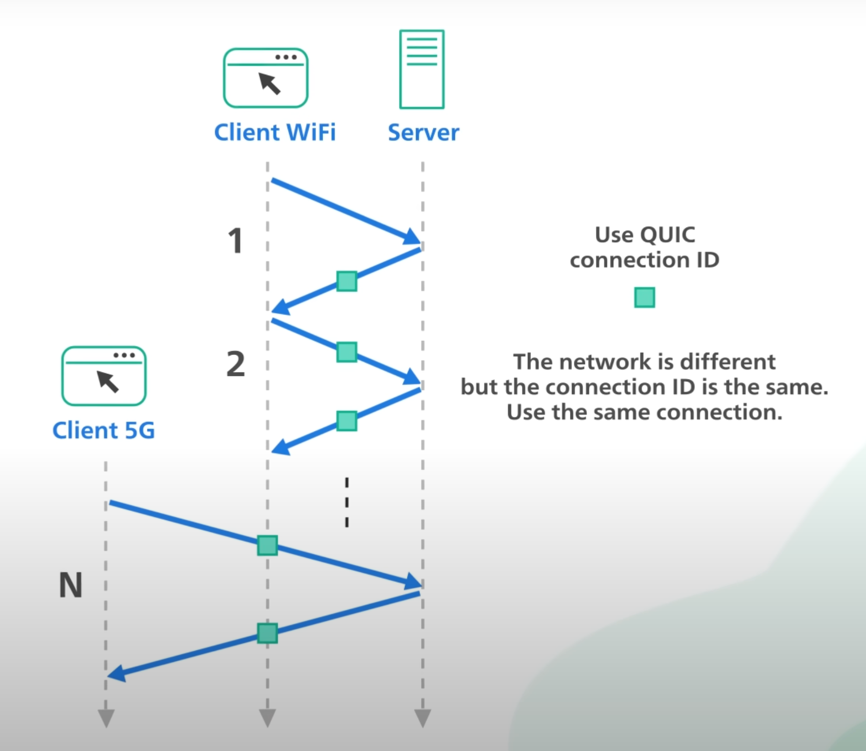 Client WiFi
Server
1
Use QUIC
connection ID
2
The network is different
but the connection ID is the same.
Use the same connection.
Client 5G
N